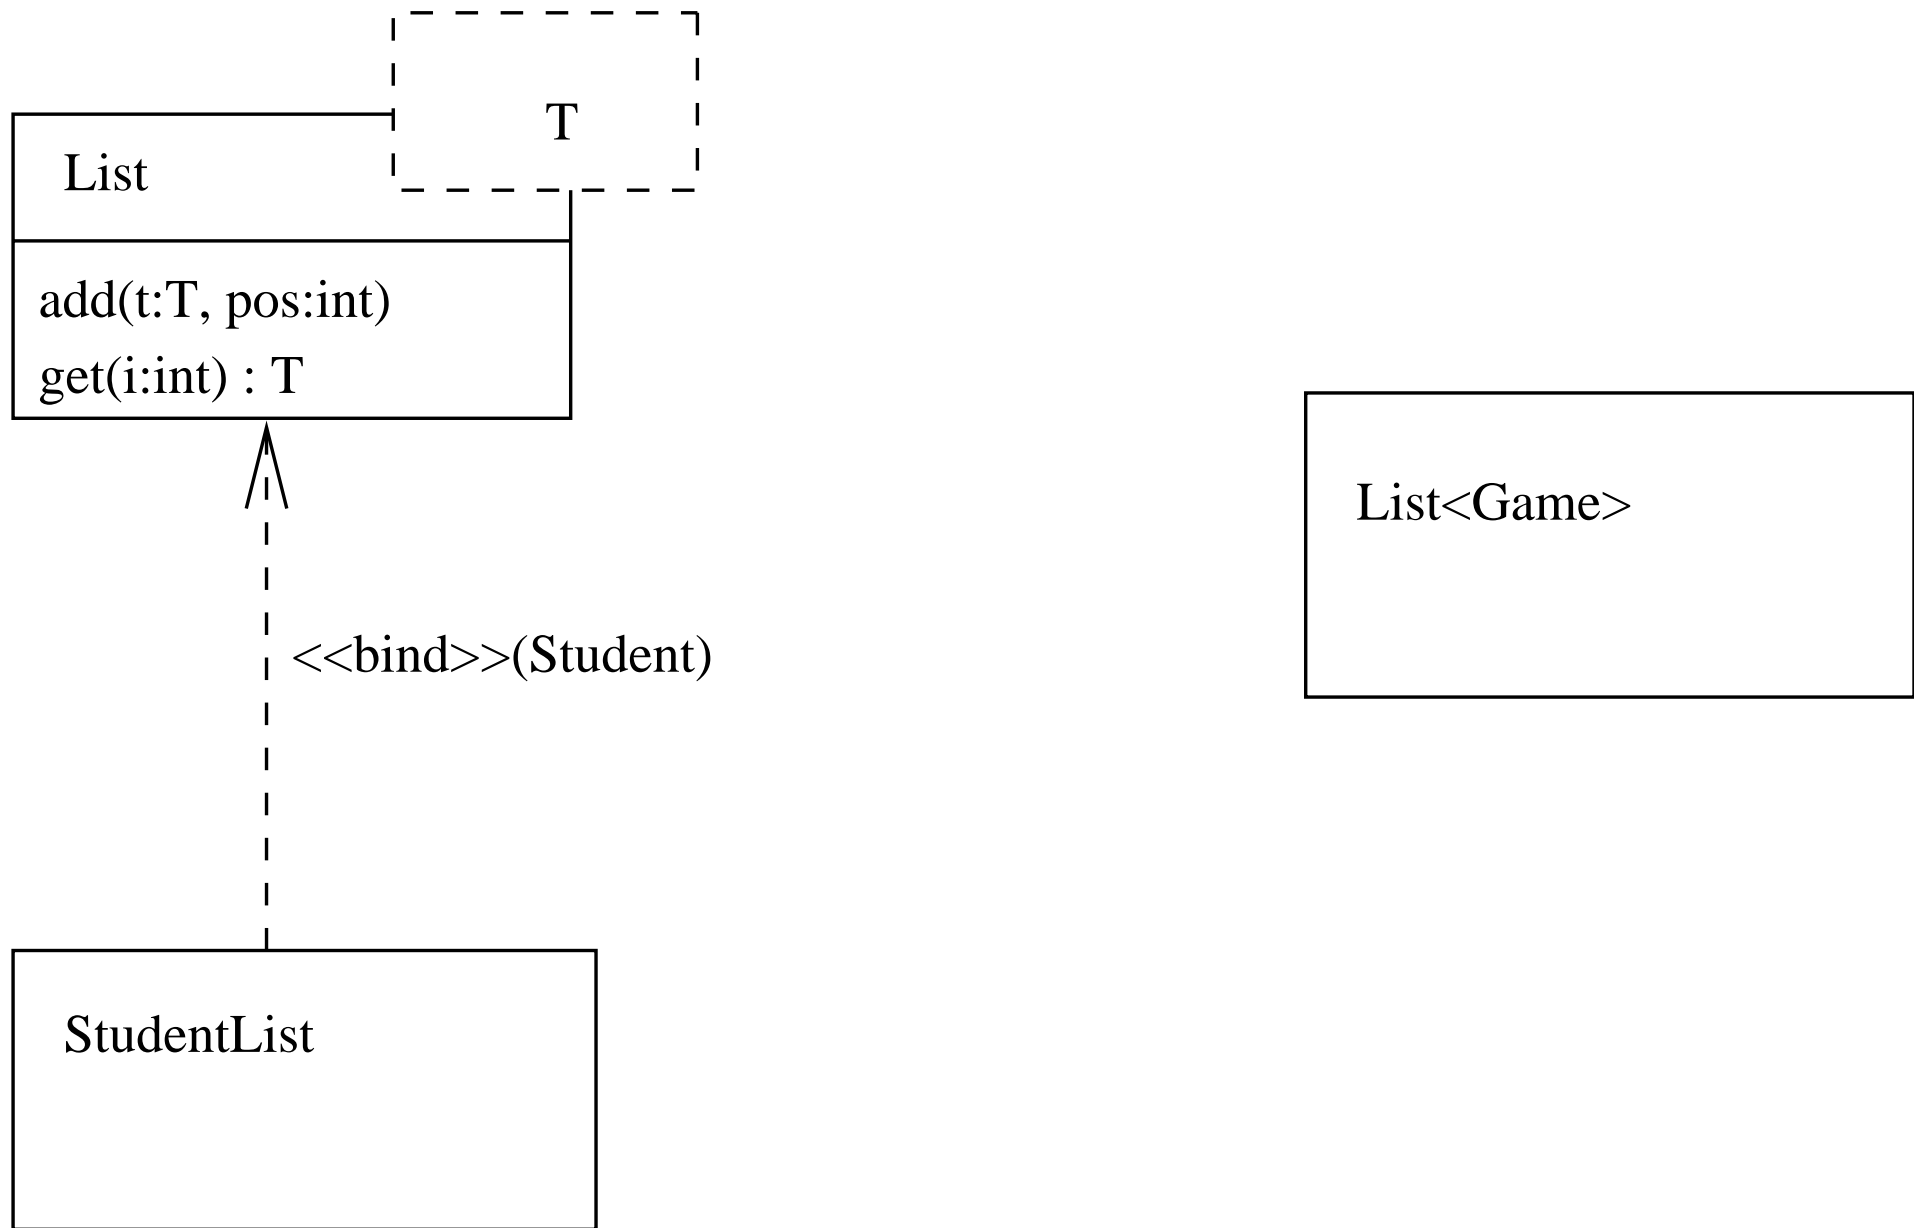 T
List
add(t:T, pos:int)
get(i:int) : T
List<Game>
<<bind>>(Student)
StudentList